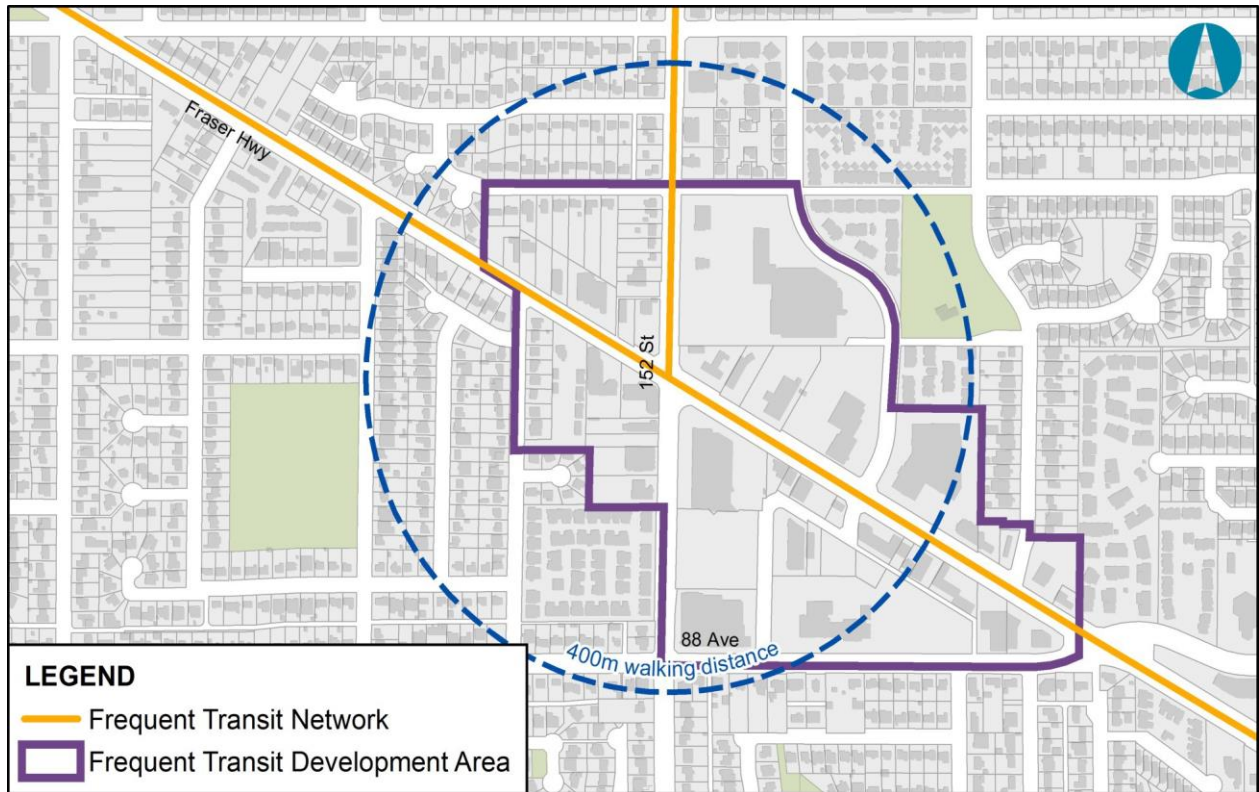 Fraser Hwy
152 St
88 Ave
400m walking distance
LEGEND
Frequent Transit Network
Frequent Transit Development Area